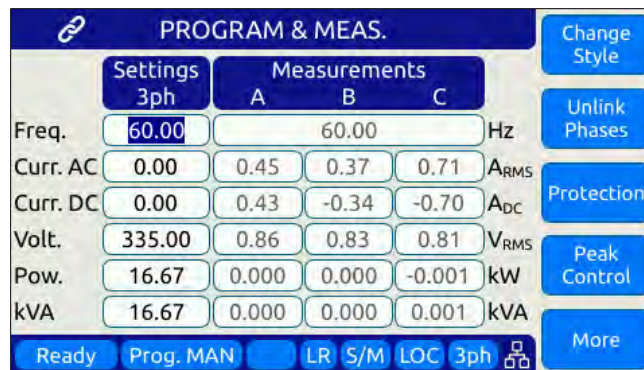 PROGRAM & MEAS.
Settings 3ph Measurements
A B C
Freq. 60.00 60.00 Hz
Curr. AC 0.00 0.45 0.37 0.71 ARMS
Curr. DC 0.00 0.43 -0.34 -0.70 ADC
Volt. 335.00 0.86 0.83 0.81 VRMS
Pow. 16.67 0.000 0.000 -0.001 kW
kVA 16.67 0.000 0.000 0.001 kVA
Ready Prog. MAN LR S/M LOC 3ph
Change
Style
Unlink
Phases
Protection
Peak
Control
More